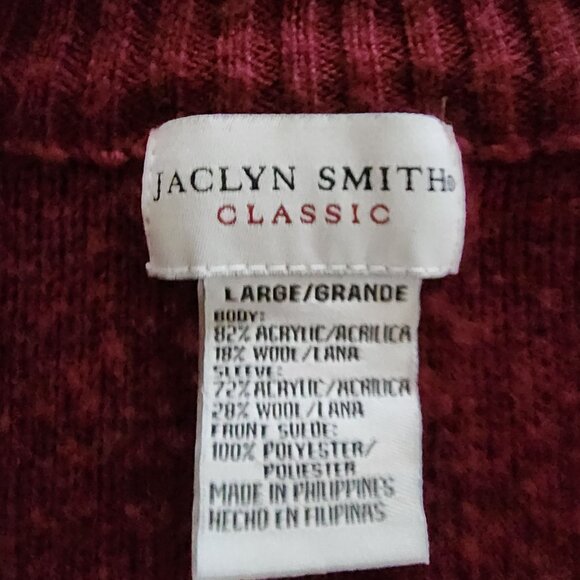 JACLYN SMITH®
CLASSIC
LARGE/GRANDE
BODY:
82% ACRYLIC/ACRILICA
18% WOOL/LANA
SLEEVE:
72% ACRYLIC/ACRILICA
28% WOOL/LANA
FRONT SUEDE:
100% POLYESTER/
POLIESTER
MADE IN PHILIPPINES
HECHO EN FILIPINAS